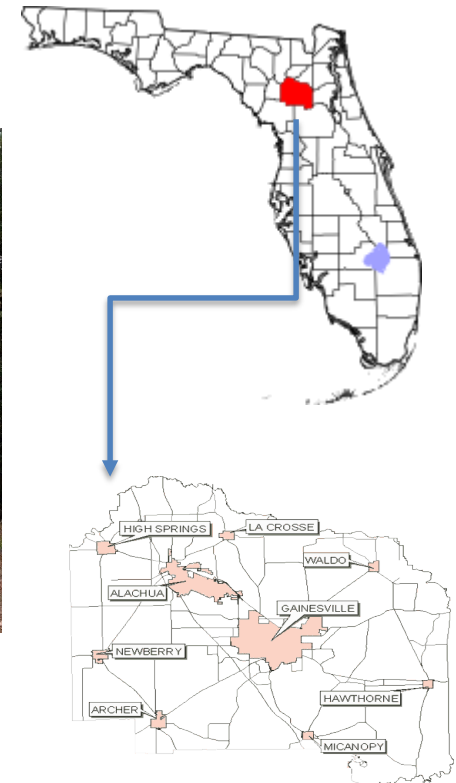 HIGH SPRINGS
LA CROSSE
WALDO
ALACHUA
GAINESVILLE
NEWBERRY
HAWTHORNE
ARCHER
MICANOPY